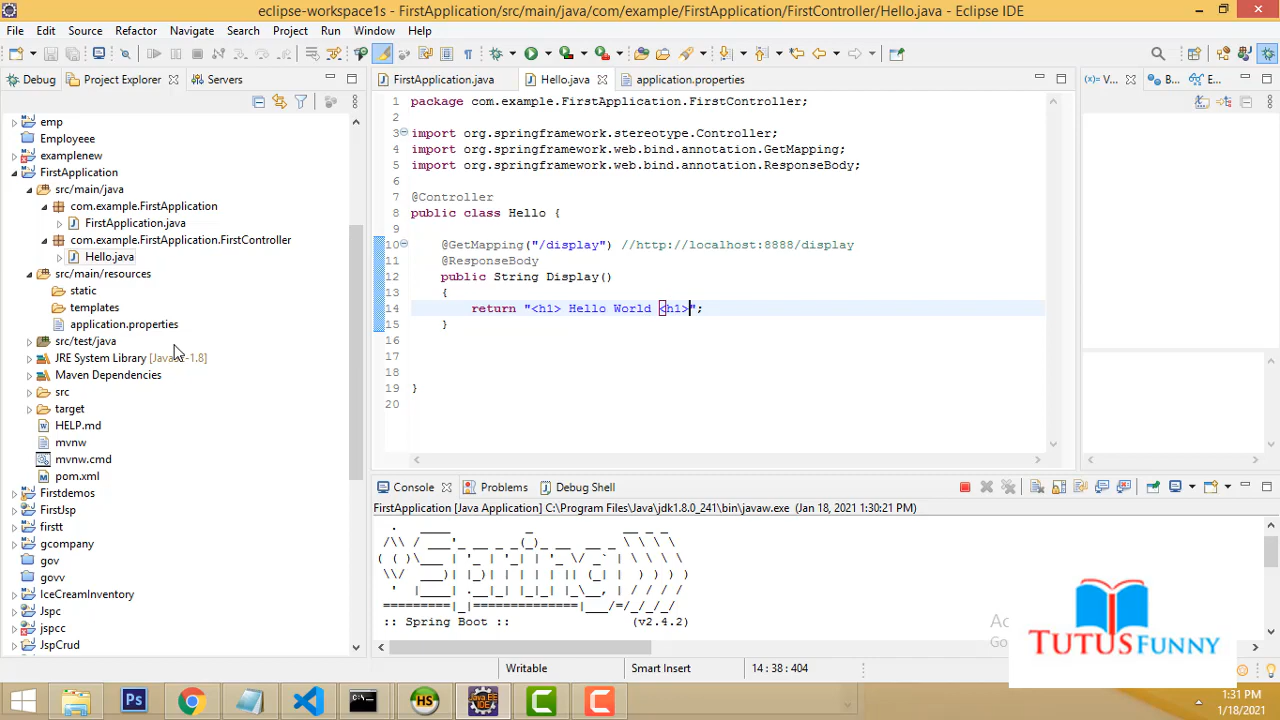 eclipse-workspace1s - FirstApplication/src/main/java/com/example/FirstApplication/FirstController/Hello.java - Eclipse IDE
File Edit Source Refactor Navigate Search Project Run Window Help
Debug Project Explorer Servers
emp
Employeee
examplenew
FirstApplication
src/main/java
com.example.FirstApplication
FirstApplication.java
com.example.FirstApplication.FirstController
Hello.java
src/main/resources
static
templates
application.properties
src/test/java
JRE System Library
Maven Dependencies
src
target
HELP.md
mvnw
mvnw.cmd
pom.xml
Firstdemos
FirstJsp
firstt
gcompany
gov
govv
IceCreamInventory
Jspc
jspcc
JspCrud
FirstApplication.java Hello.java application.properties
1 package com.example.FirstApplication.FirstController;
2
3 import org.springframework.stereotype.Controller;
4 import org.springframework.web.bind.annotation.GetMapping;
5 import org.springframework.web.bind.annotation.ResponseBody;
6
7 @Controller
8 public class Hello {
9
10 @GetMapping("/display") //http://localhost:8888/display
11 @ResponseBody
12 public String Display()
13 {
14 return "<h1> Hello World <h1>";
15 }
16
17
18
19 }
20
V... B... E...
Console Problems Debug Shell
FirstApplication [Java Application] C:\Program Files\Java\jdk1.8.0_241\bin\javaw.exe (Jan 18, 2021 1:30:21 PM)
:: Spring Boot :: (v2.4.2)
Writable Smart Insert 14 : 38 : 404
TUTUSFUNNY
1:31 PM
1/18/2021